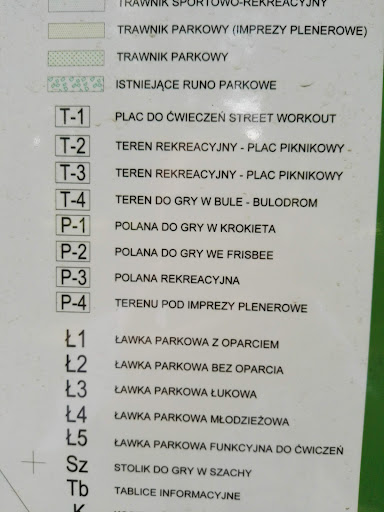 TRAWNIK SPORTOWO-REKREACYJNY
TRAWNIK PARKOWY (IMPREZY PLENEROWE)
TRAWNIK PARKOWY
ISTNIEJĄCE RUNO PARKOWE
T-1 PLAC DO ĆWICZEŃ STREET WORKOUT
T-2 TEREN REKREACYJNY - PLAC PIKNIKOWY
T-3 TEREN REKREACYJNY - PLAC PIKNIKOWY
T-4 TEREN DO GRY W BULE - BULODROM
P-1 POLANA DO GRY W KROKIETA
P-2 POLANA DO GRY WE FRISBEE
P-3 POLANA REKREACYJNA
P-4 TERENU POD IMPREZY PLENEROWE
Ł1 ŁAWKA PARKOWA Z OPARCIEM
Ł2 ŁAWKA PARKOWA BEZ OPARCIA
Ł3 ŁAWKA PARKOWA ŁUKOWA
Ł4 ŁAWKA PARKOWA MŁODZIEŻOWA
Ł5 ŁAWKA PARKOWA FUNKCYJNA DO ĆWICZEŃ
Sz STOLIK DO GRY W SZACHY
Tb TABLICE INFORMACYJNE
K